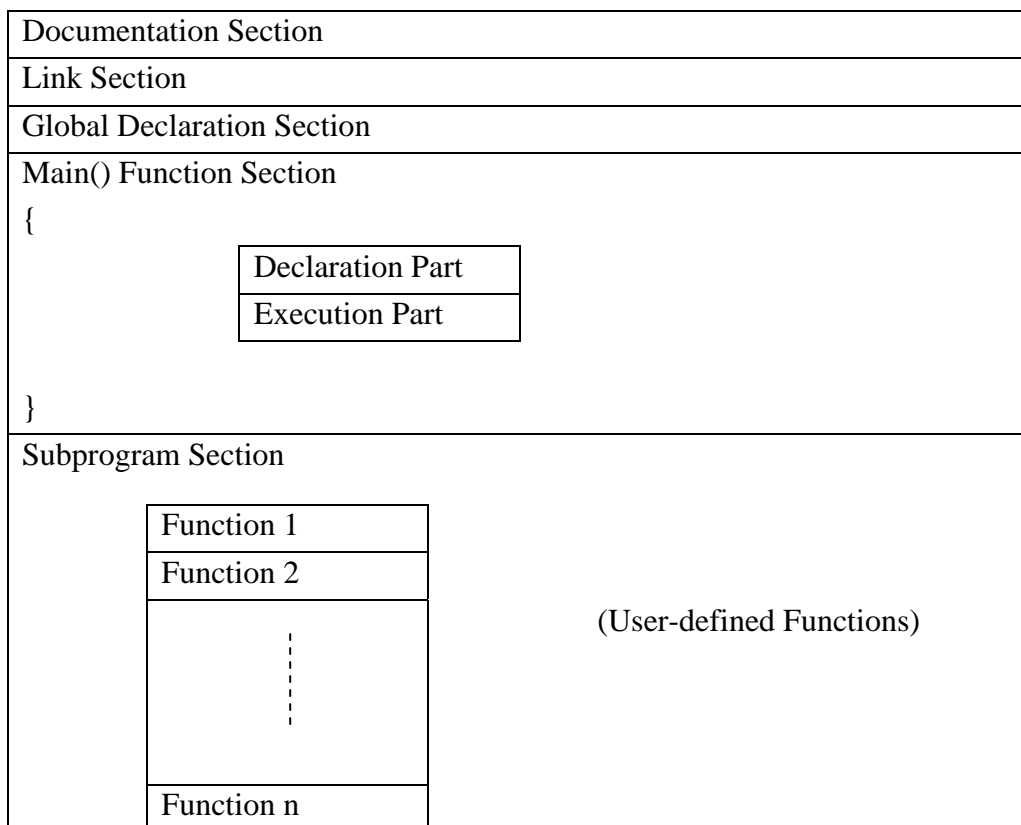 Documentation Section
Link Section
Global Declaration Section
Main() Function Section
{
Declaration Part
Execution Part
}
Subprogram Section
Function 1
Function 2
(User-defined Functions)
Function n